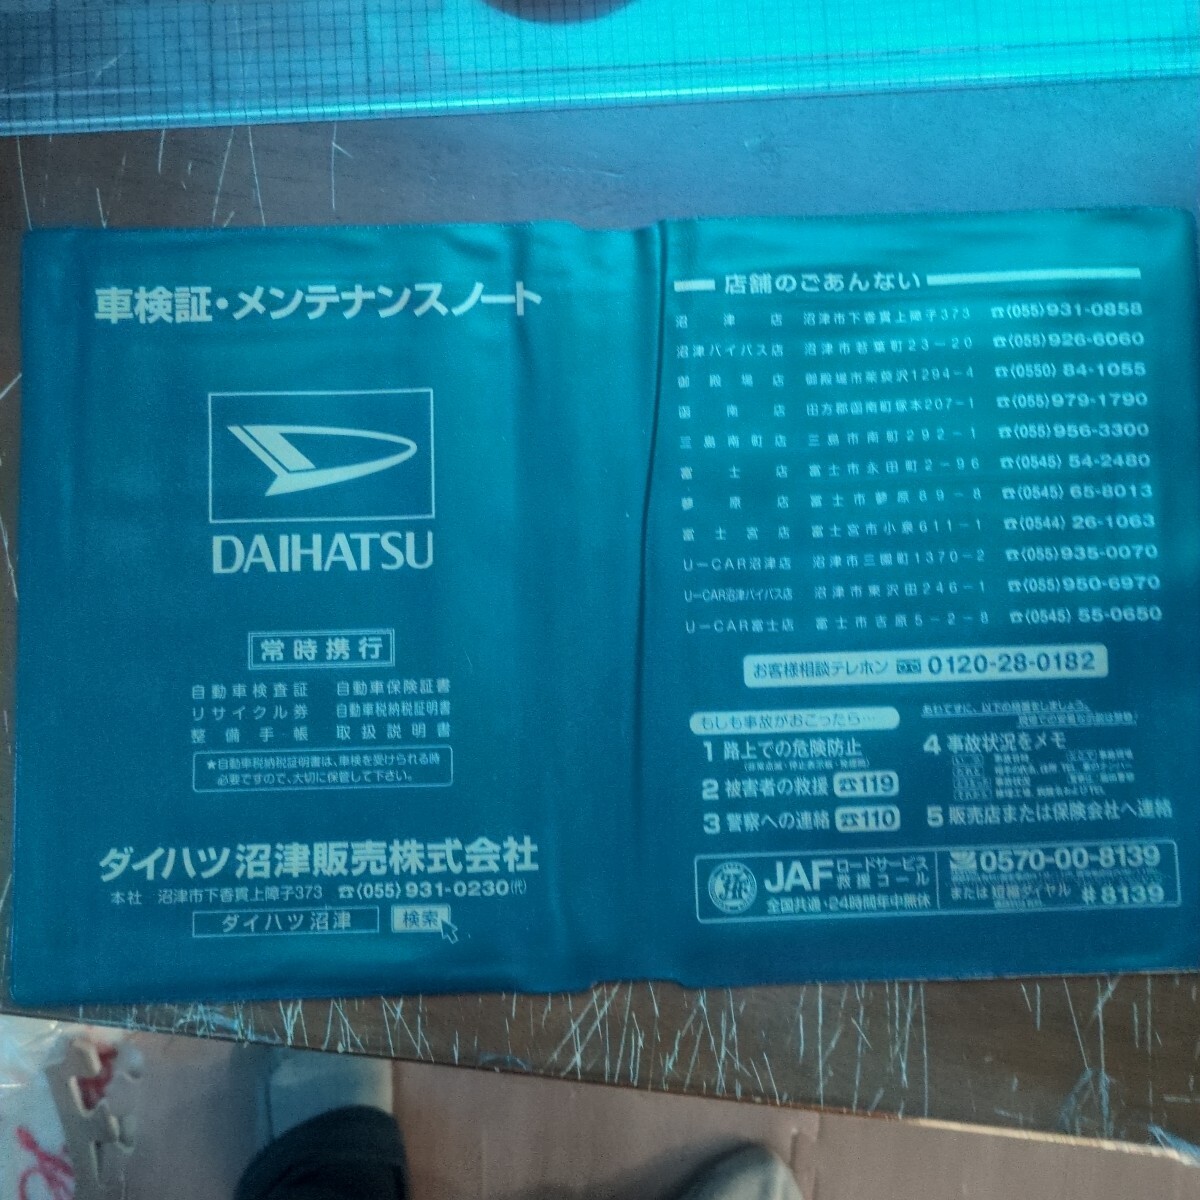 車検証・メンテナンスノート
DAIHATSU
常時携行
自動車検査証 自動車保険証書
リサイクル券 自動車税納税証明書
整備手帳 取扱説明書
★自動車税納税証明書は、車検を受けられる時
必要ですので、大切に保管して下さい。
ダイハツ沼津販売株式会社
本社 沼津市下香貫上障子373 ☎(055)931-0230(代)
ダイハツ沼津 検索
店舗のごあんない
沼津店 沼津市下香貫上障子373 ☎(055)931-0858
沼津バイパス店 沼津市若葉町23-20 ☎(055)926-6060
御殿場店 御殿場市茱萸沢1294-4 ☎(0550)84-1055
函南店 田方郡函南町塚本207-1 ☎(055)979-1790
三島南町店 三島市南町292-1 ☎(055)956-3300
富士店 富士市永田町2-96 ☎(0545)54-2480
蓼原店 富士市蓼原89-8 ☎(0545)65-8013
富士宮店 富士宮市小泉611-1 ☎(0544)26-1063
U-CAR沼津店 沼津市三園町1370-2 ☎(055)935-0070
U-CAR沼津バイパス店 沼津市東沢田246-1 ☎(055)950-6970
U-CAR富士店 富士市吉原5-2-8 ☎(0545)55-0650
お客様相談テレホン 0120-28-0182
もしも事故がおこったら…
あわてずに、以下の措置をしましょう。
1 路上での危険防止
2 被害者の救援 ☎119
3 警察への連絡 ☎110
4 事故状況をメモ
5 販売店または保険会社へ連絡
JAF ロードサービス
救援コール
全国共通・24時間年中無休
0570-00-8139
または 短縮ダイヤル #8139